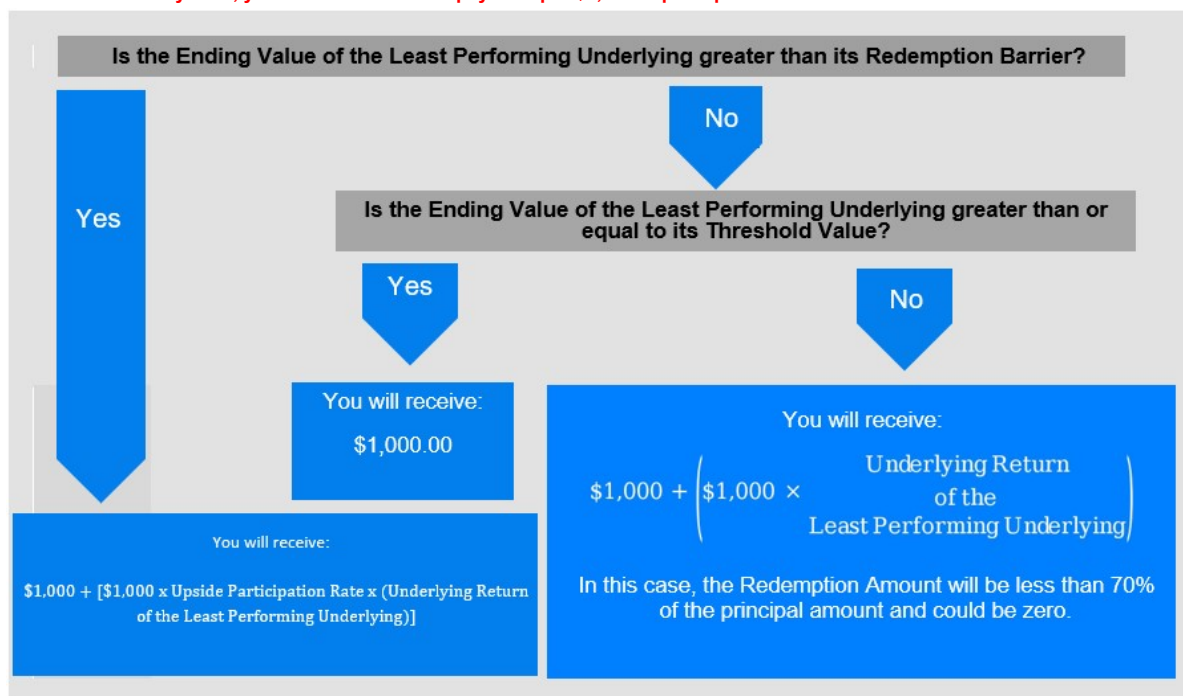 Is the Ending Value of the Least Performing Underlying greater than its Redemption Barrier?
No
Yes
Is the Ending Value of the Least Performing Underlying greater than or
equal to its Threshold Value?
Yes
No
You will receive:
$1,000.00
You will receive:
$1,000 + ($1,000 × Underlying Return
of the
Least Performing Underlying)
In this case, the Redemption Amount will be less than 70%
of the principal amount and could be zero.
You will receive:
$1,000 + [$1,000 x Upside Participation Rate x (Underlying Return
of the Least Performing Underlying)]